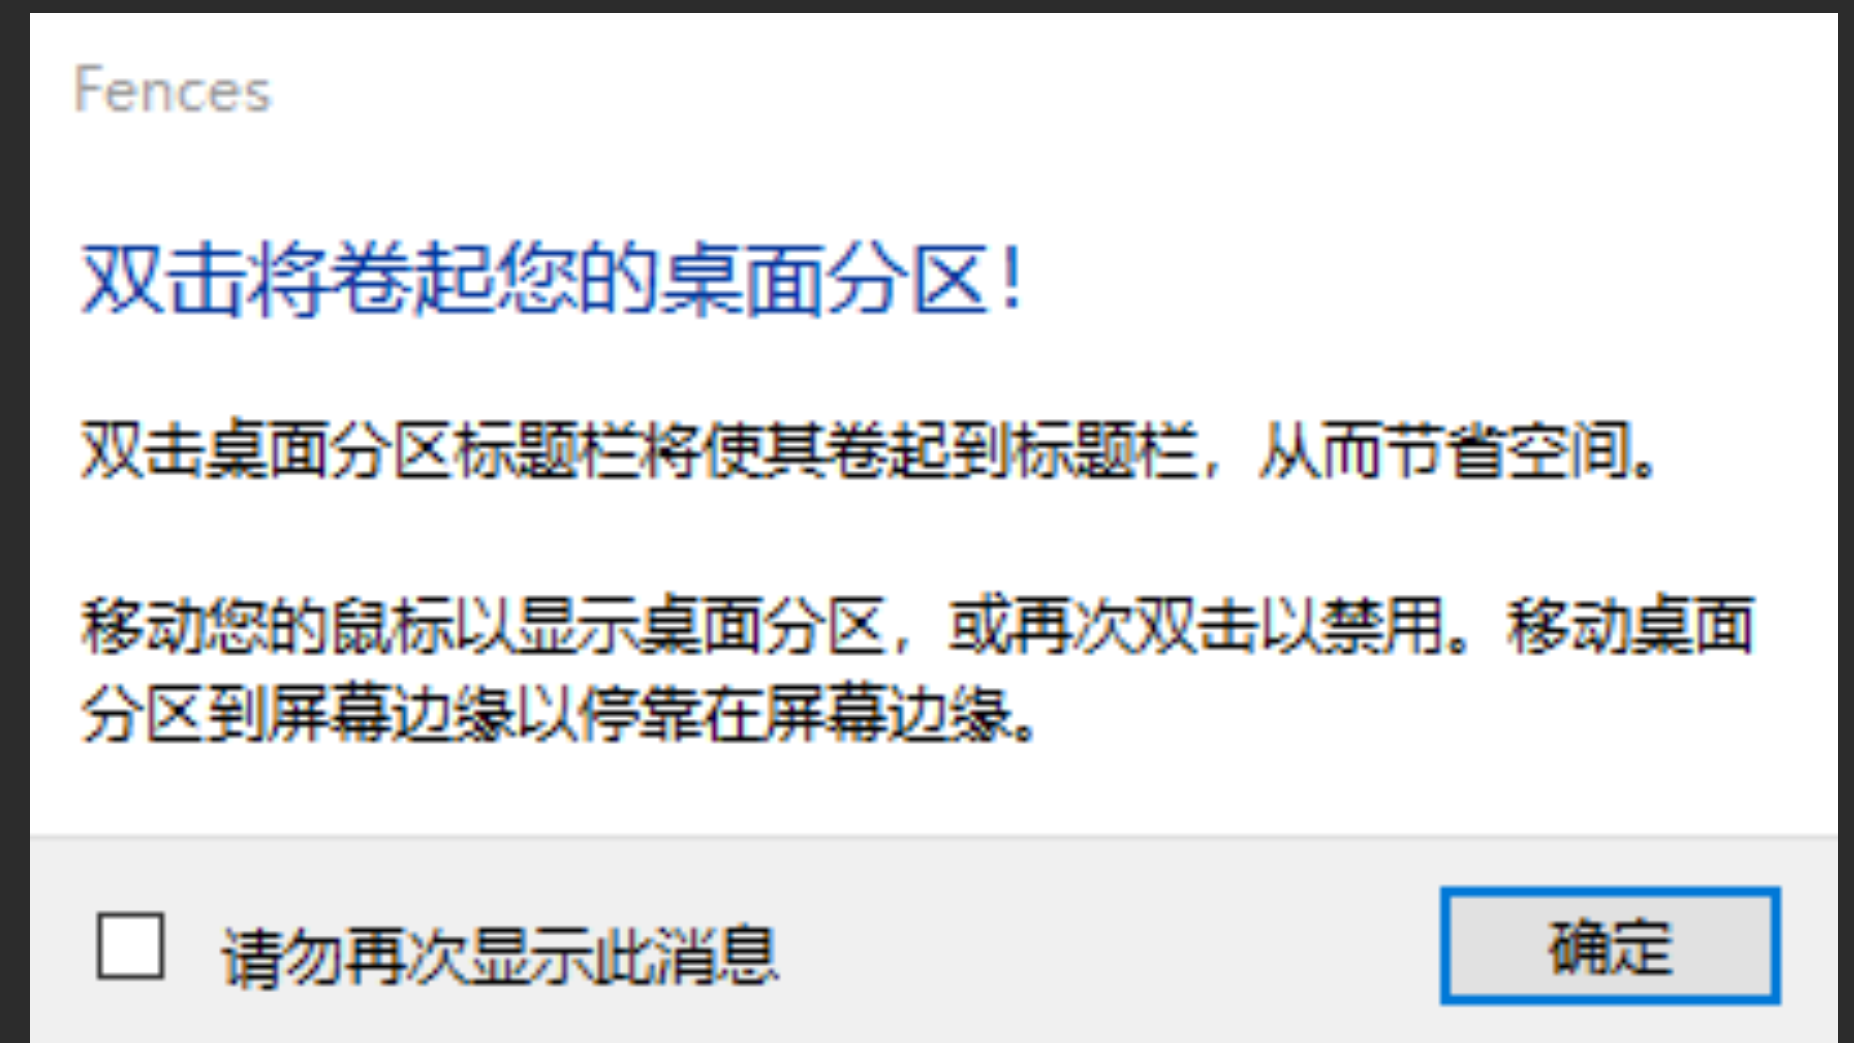 Fences
双击将卷起您的桌面分区！
双击桌面分区标题栏将使其卷起到标题栏，从而节省空间。
移动您的鼠标以显示桌面分区，或再次双击以禁用。移动桌面
分区到屏幕边缘以停靠在屏幕边缘。
请勿再次显示此消息
确定